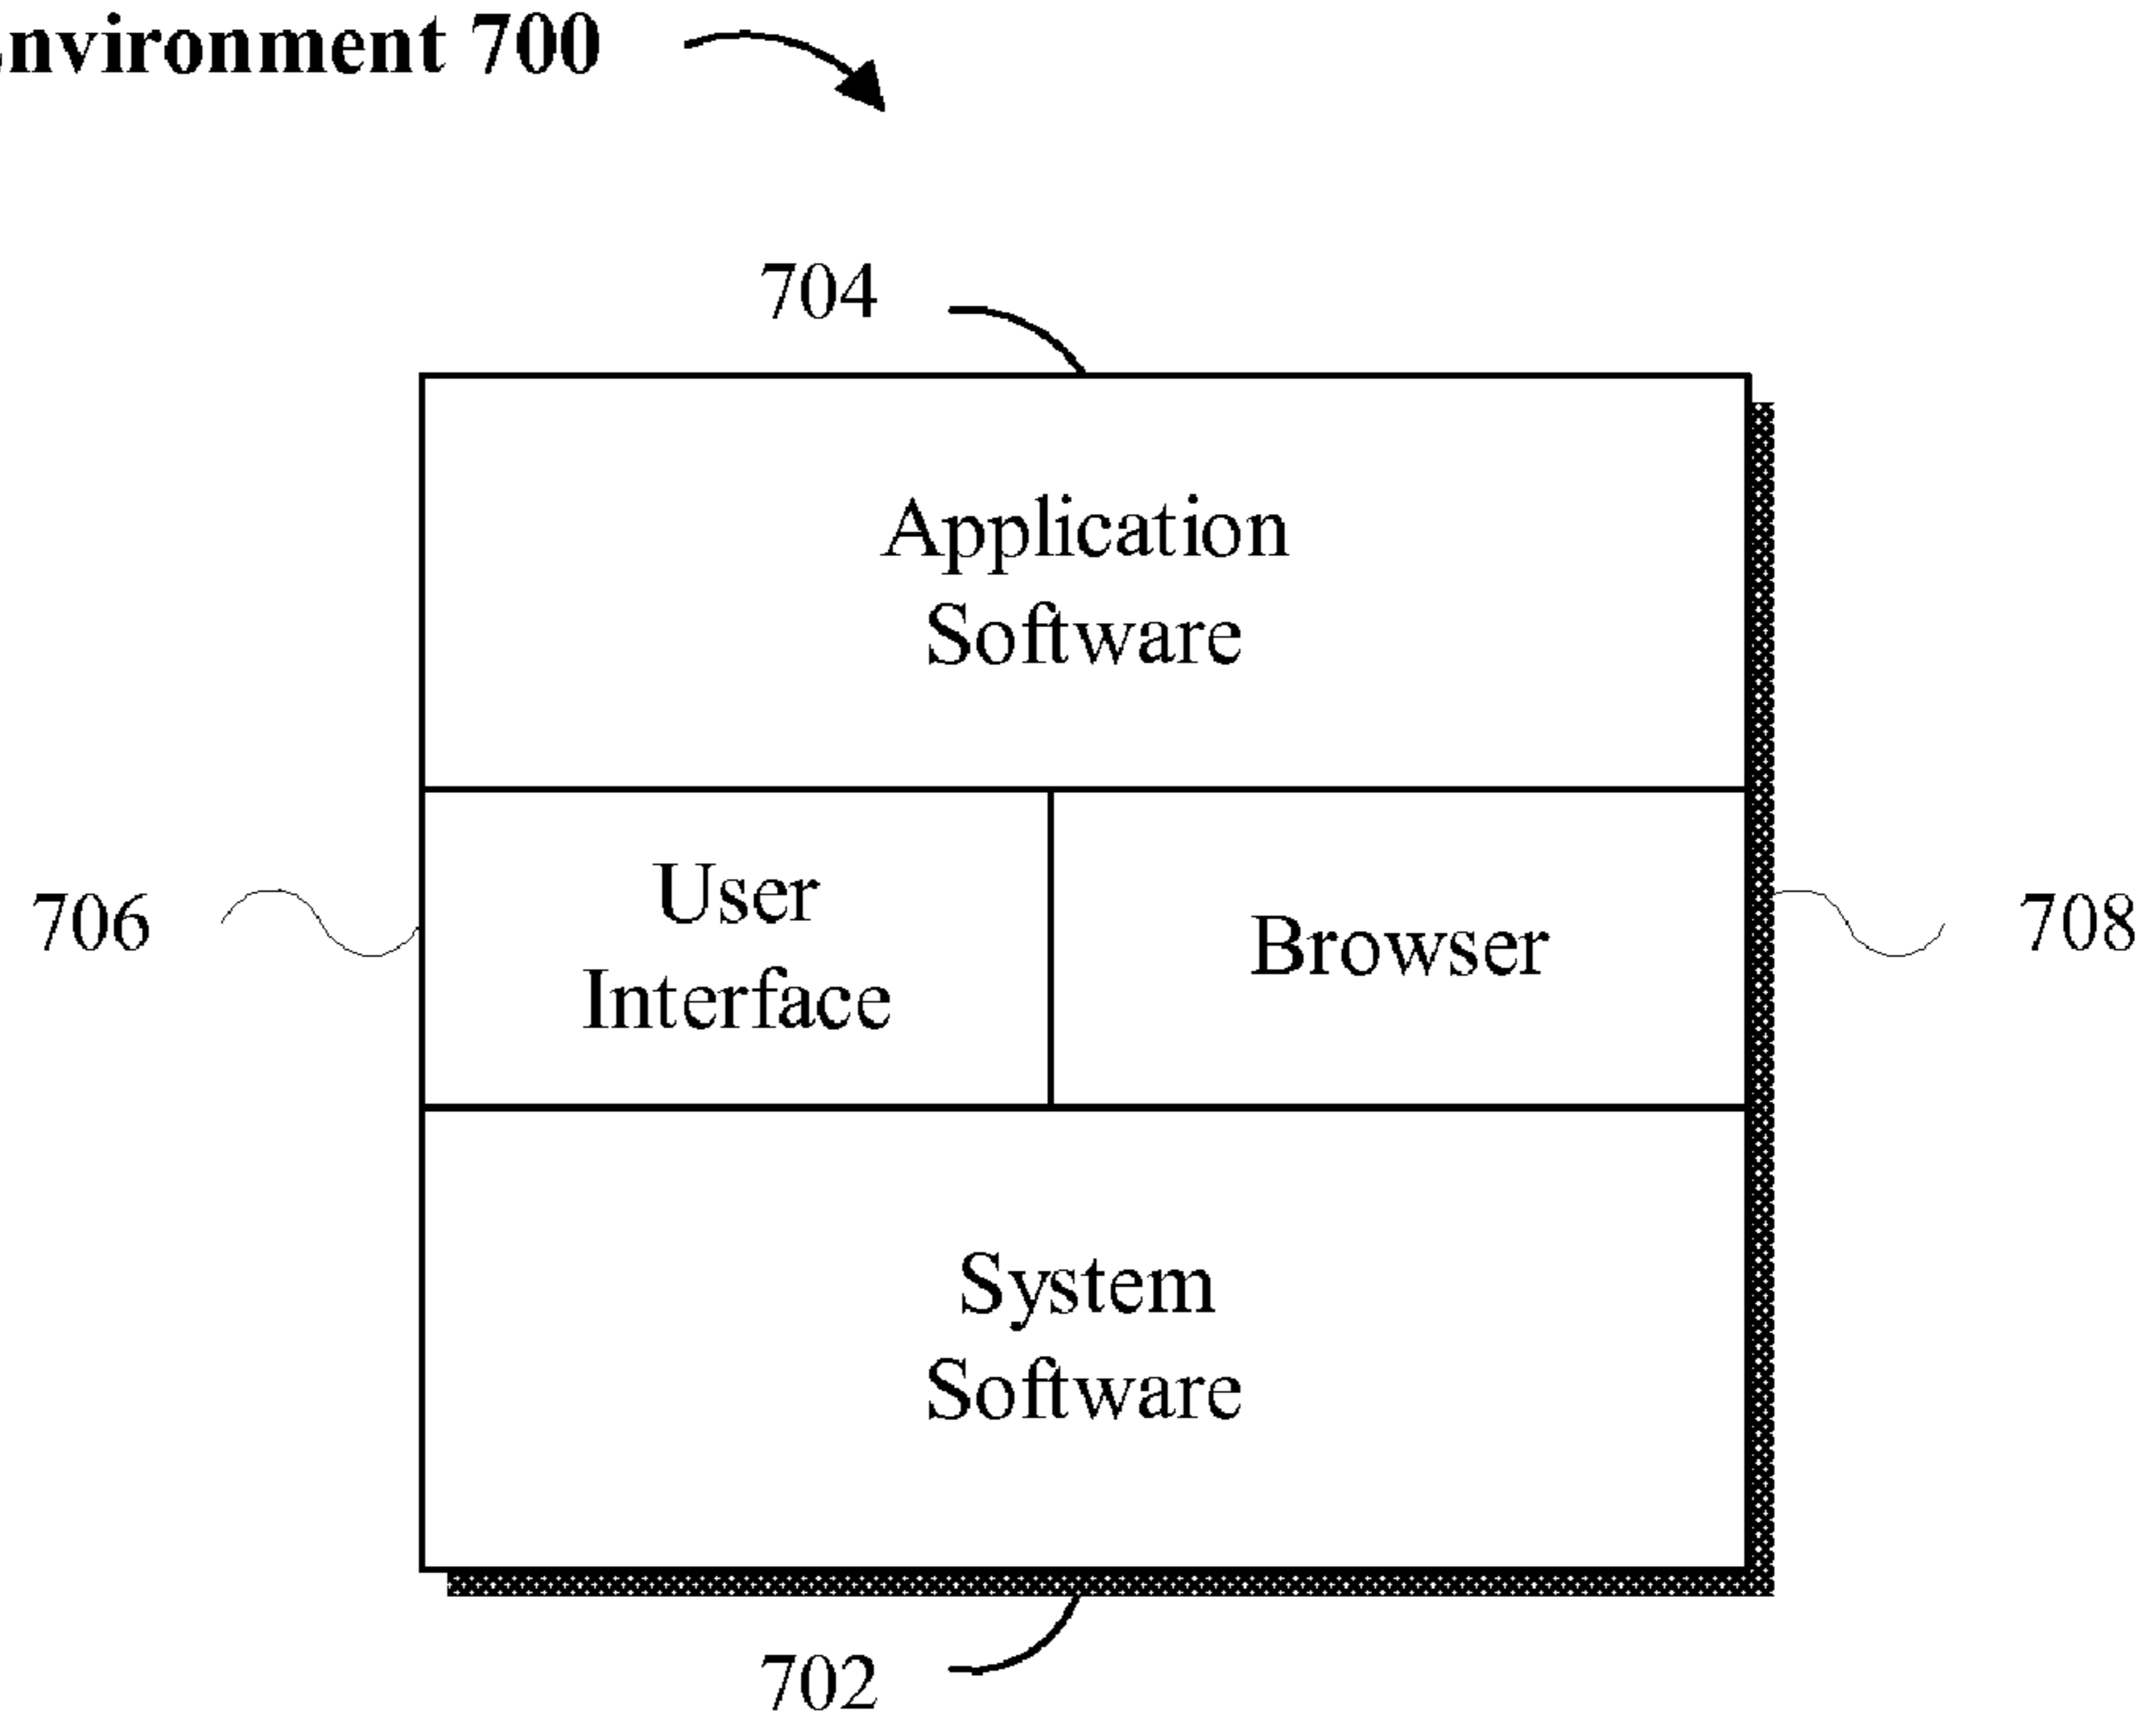 nvironment 700
704
Application
Software
706
User
Interface
Browser
708
System
Software
702